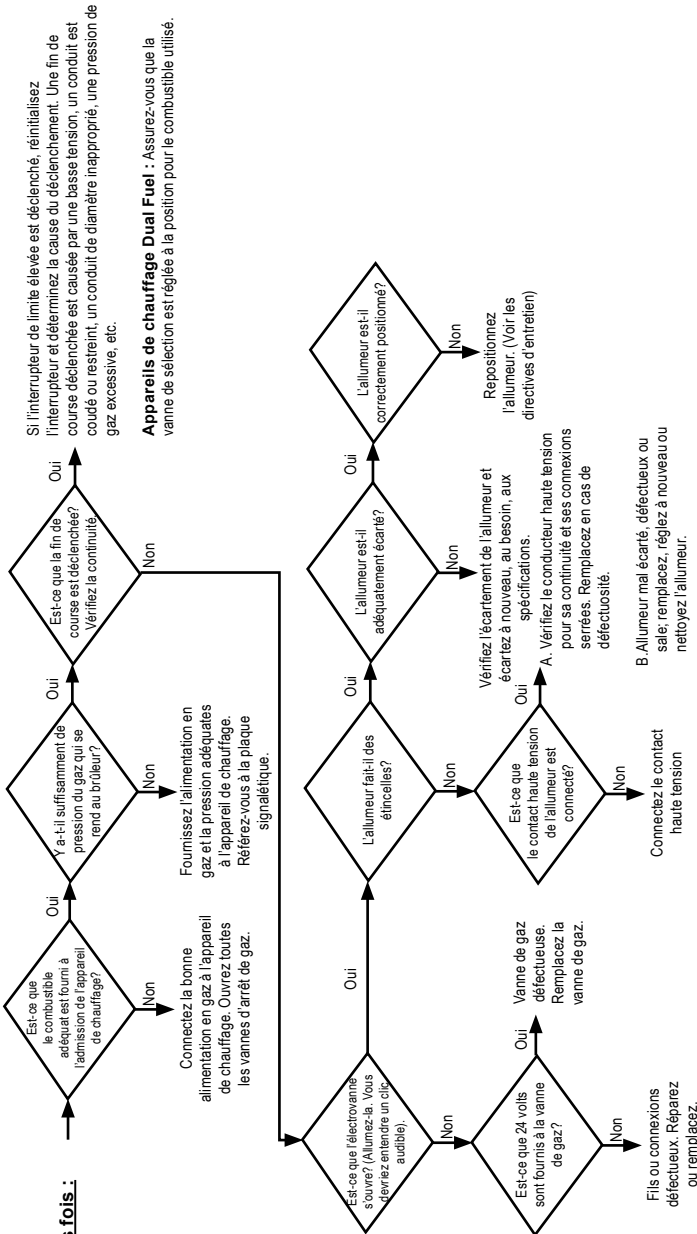 s fois :
Est-ce que
le combustible
adéquat est fourni à
l'admission de l'appareil
de chauffage?
Oui
Non
Connectez la bonne
alimentation en gaz à l'appareil
de chauffage. Ouvrez toutes
les vannes d'arrêt de gaz.
Y a-t-il suffisamment de
pression du gaz qui se
rend au brûleur?
Oui
Non
Fournissez l'alimentation en
gaz et la pression adéquates
à l'appareil de chauffage.
Référez-vous à la plaque
signalétique.
Est-ce que la fin de
course est déclenchée?
Vérifiez la continuité.
Oui
Non
Si l'interrupteur de limite élevée est déclenché, réinitialisez
l'interrupteur et déterminez la cause du déclenchement. Une fin de
course déclenchée est causée par une basse tension, un conduit est
coudé ou restreint, un conduit de diamètre inapproprié, une pression de
gaz excessive, etc.
Appareils de chauffage Dual Fuel : Assurez-vous que la
vanne de sélection est réglée à la position pour le combustible utilisé.
Est-ce que l'électrovanne
s'ouvre? (Allumez-la. Vous
devriez entendre un clic
audible).
Oui
Non
Est-ce que 24 volts
sont fournis à la vanne
de gaz?
Oui
Vanne de gaz
défectueuse.
Remplacez la
vanne de gaz.
Non
Fils ou connexions
défectueux. Réparez
ou remplacez.
L'allumeur fait-il des
étincelles?
Oui
Non
Est-ce que
le contact haute tension
de l'allumeur est
connecté?
Oui
A. Vérifiez le conducteur haute tension
pour sa continuité et ses connexions
serrées. Remplacez en cas de
défectuosité.
B.Allumeur mal écarté, défectueux ou
sale; remplacez, réglez à nouveau ou
nettoyez l'allumeur.
Non
Connectez le contact
haute tension
L'allumeur est-il
adéquatement écarté?
Oui
Non
Vérifiez l'écartement de l'allumeur et
écartez à nouveau, au besoin, aux
spécifications.
L'allumeur est-il
correctement positionné?
Non
Repositionnez
l'allumeur. (Voir les
directives d'entretien)